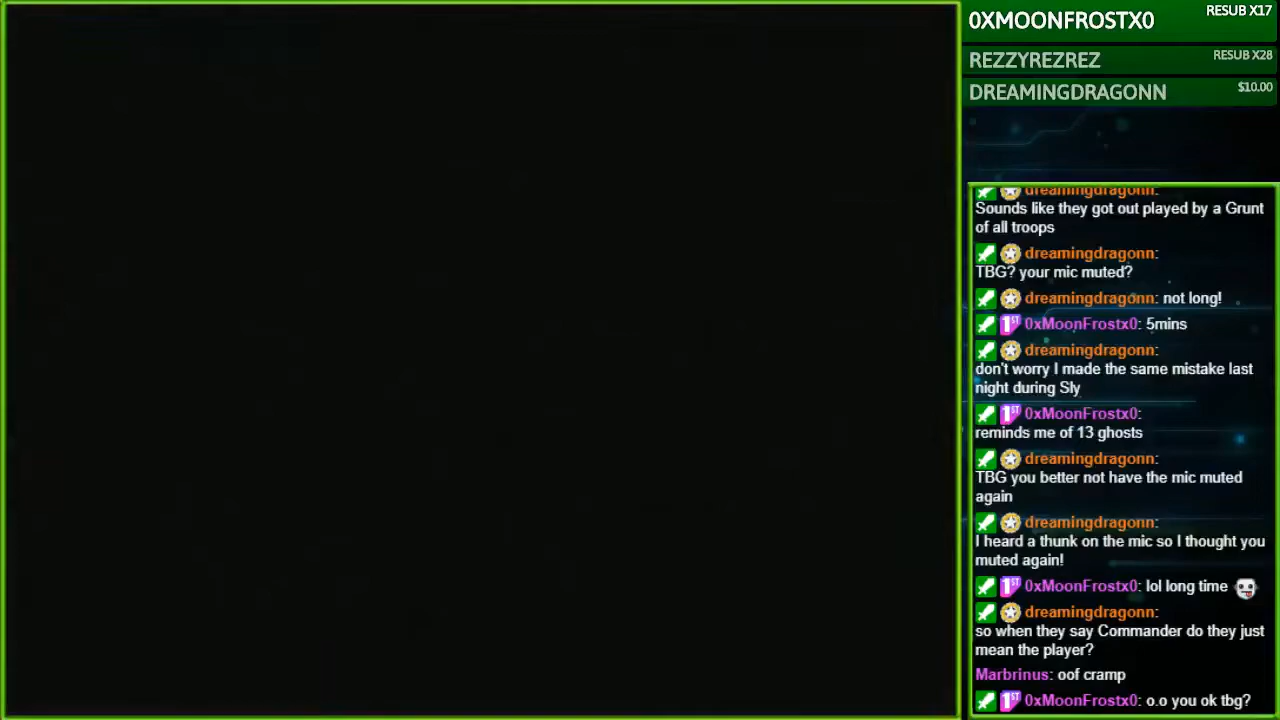 0XMOONFROSTX0 RESUB X17
REZZYREZREZ RESUB X28
DREAMINGDRAGONN $10.00
dreamingdragonn:
Sounds like they got out played by a Grunt
of all troops
dreamingdragonn:
TBG? your mic muted?
dreamingdragonn: not long!
1ST 0xMoonFrostx0: 5mins
dreamingdragonn:
don't worry I made the same mistake last
night during Sly
1ST 0xMoonFrostx0:
reminds me of 13 ghosts
dreamingdragonn:
TBG you better not have the mic muted
again
dreamingdragonn:
I heard a thunk on the mic so I thought you
muted again!
1ST 0xMoonFrostx0: lol long time
dreamingdragonn:
so when they say Commander do they just
mean the player?
Marbrinus: oof cramp
1ST 0xMoonFrostx0: o.o you ok tbg?